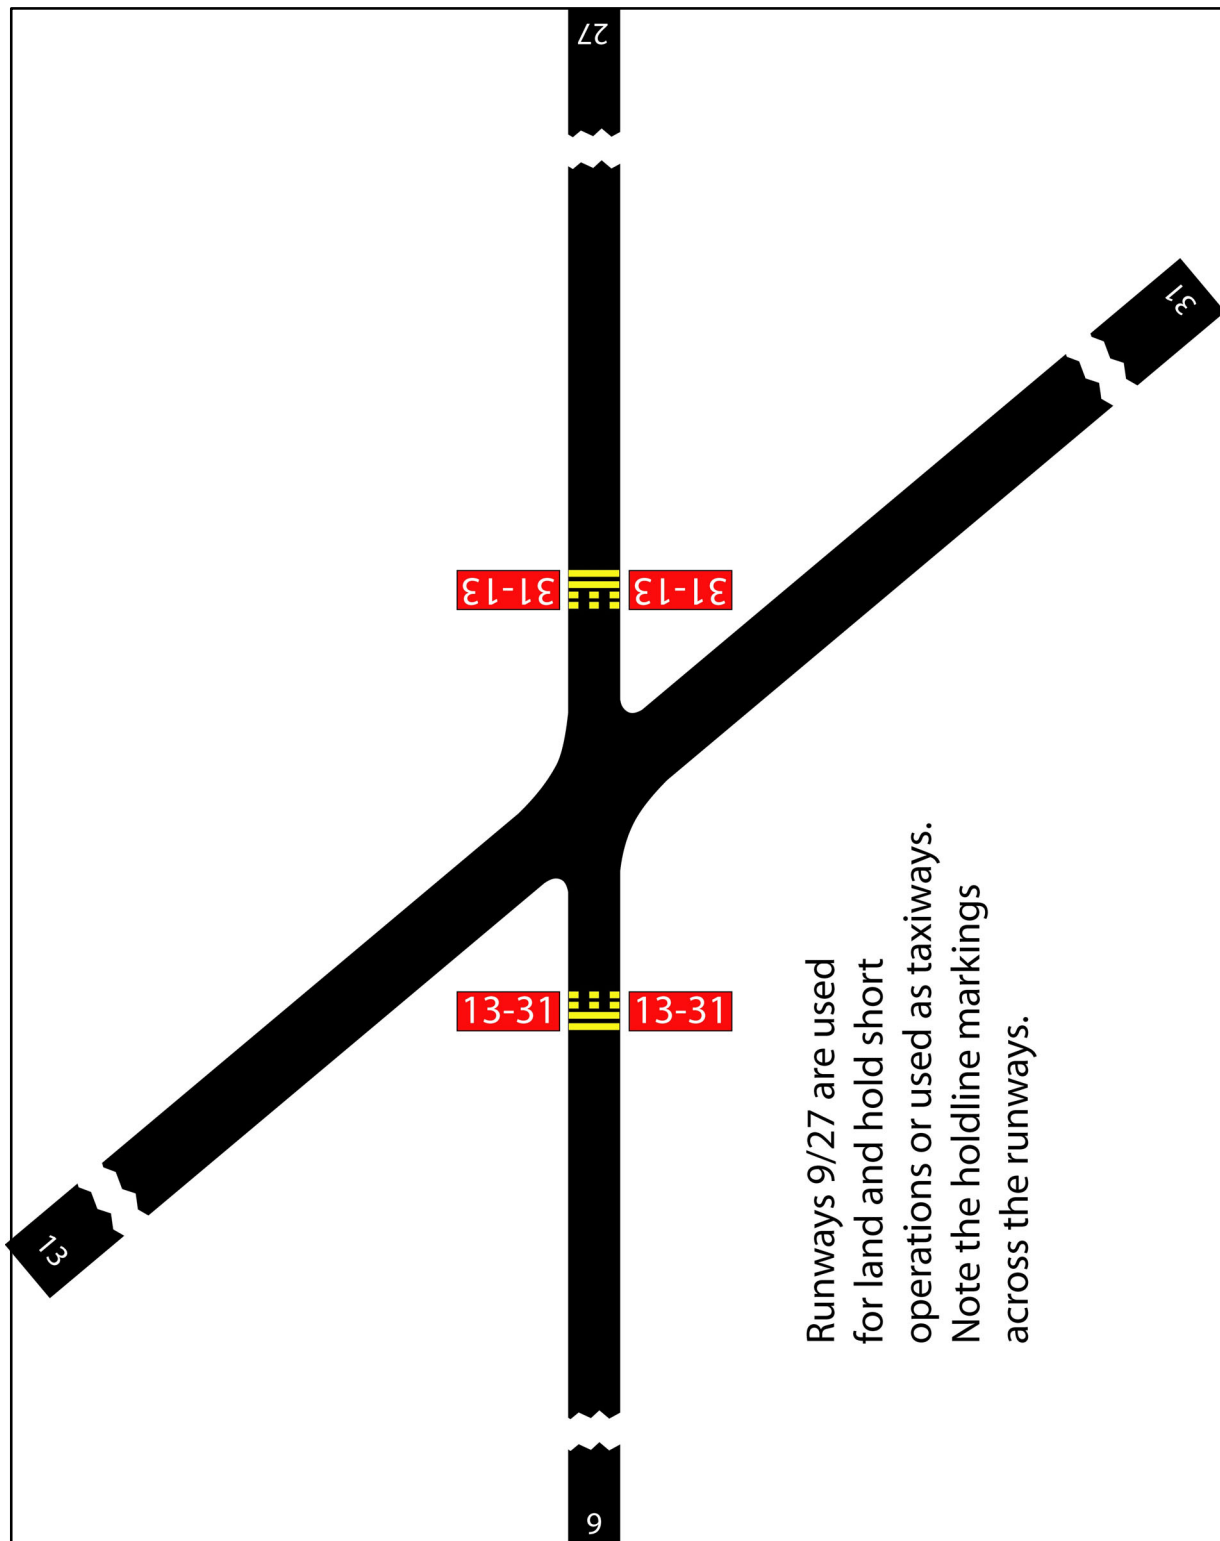 27
31
31-13
31-13
13-31
13-31
13
9
Runways 9/27 are used
for land and hold short
operations or used as taxiways.
Note the holdline markings
across the runways.